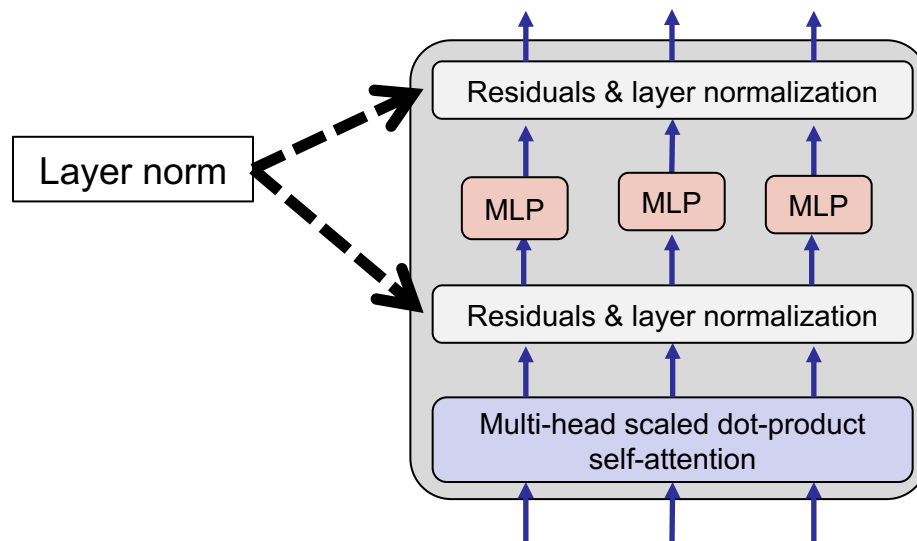 Residuals & layer normalization
Layer norm
MLP
MLP
MLP
Residuals & layer normalization
Multi-head scaled dot-product
self-attention